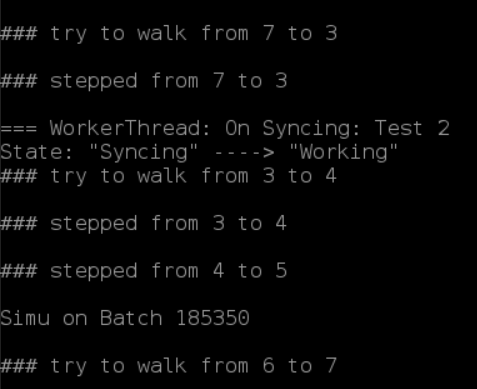 ### try to walk from 7 to 3
### stepped from 7 to 3
=== WorkerThread: On Syncing: Test 2
State: "Syncing" ----> "Working"
### try to walk from 3 to 4
### stepped from 3 to 4
### stepped from 4 to 5
Simu on Batch 185350
### try to walk from 6 to 7